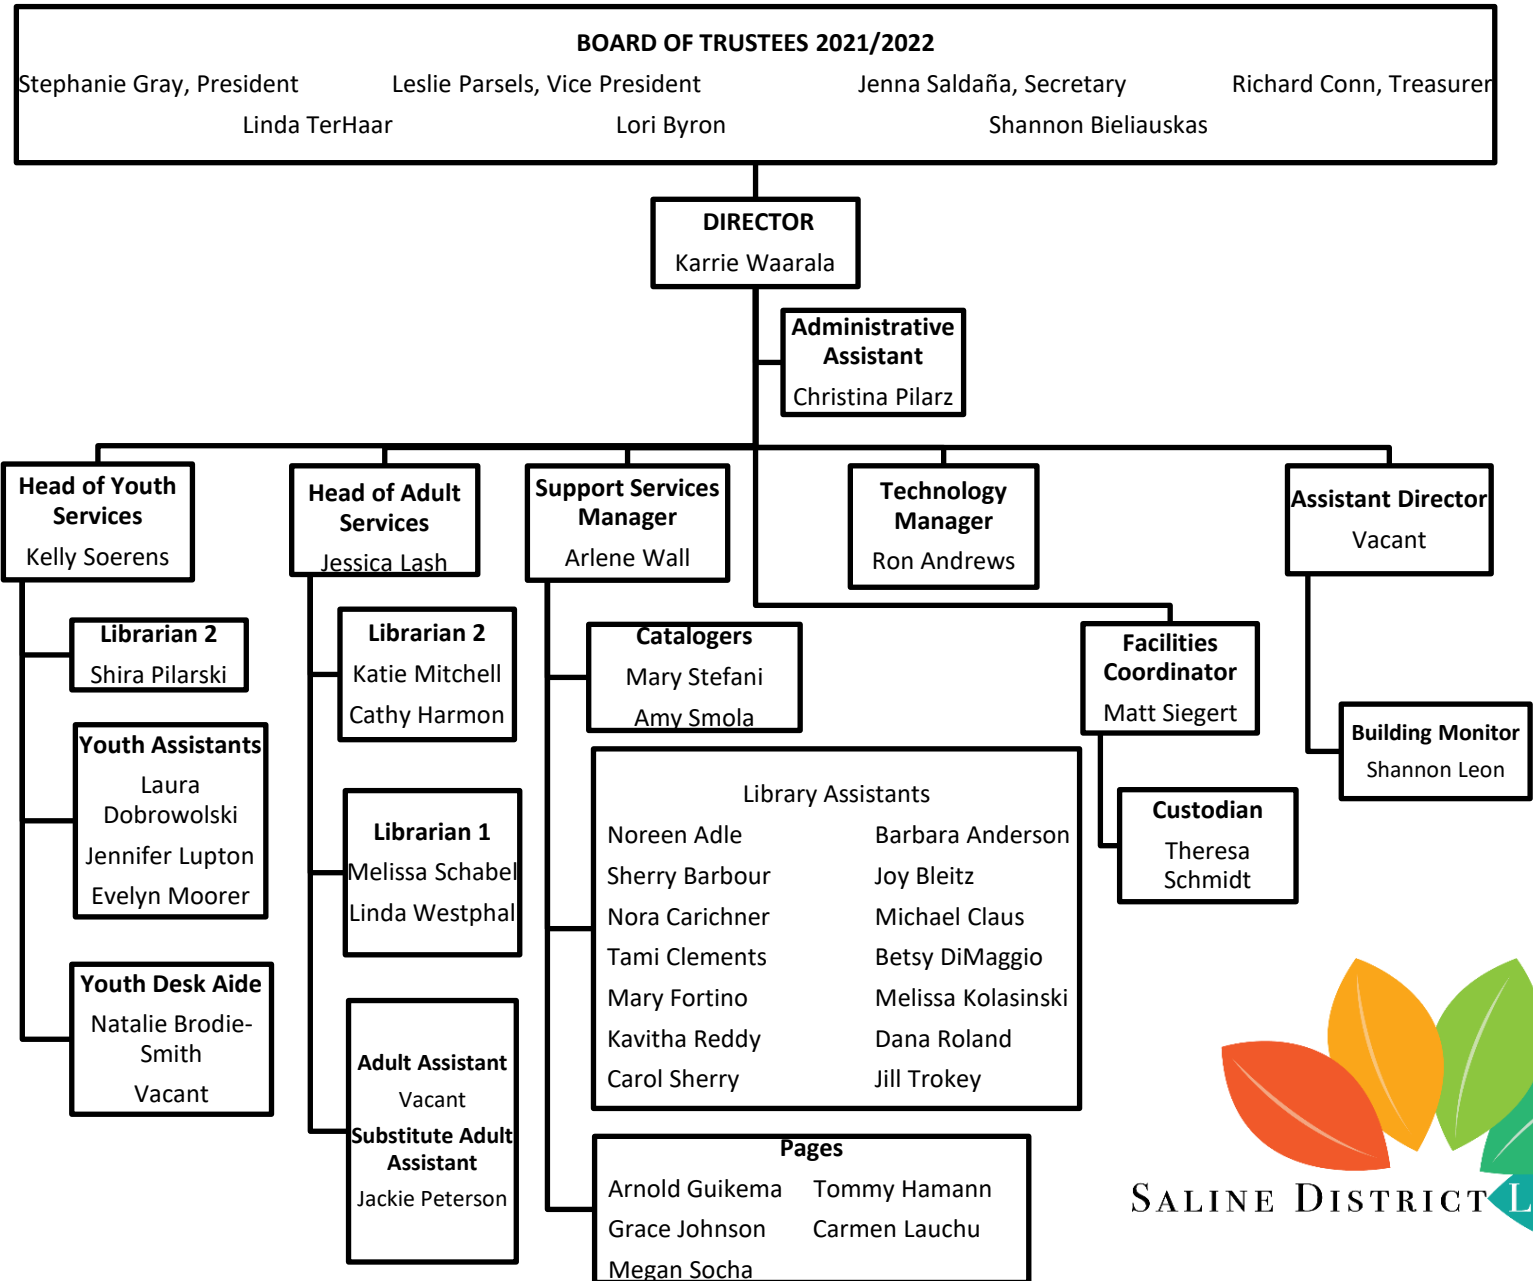 BOARD OF TRUSTEES 2021/2022
Stephanie Gray, President Leslie Parsels, Vice President Jenna Saldaña, Secretary Richard Conn, Treasurer
Linda TerHaar Lori Byron Shannon Bieliauskas
DIRECTOR
Karrie Waarala
Administrative
Assistant
Christina Pilarz
Head of Youth
Services
Kelly Soerens
Librarian 2
Shira Pilarski
Youth Assistants
Laura
Dobrowolski
Jennifer Lupton
Evelyn Moorer
Youth Desk Aide
Natalie Brodie-
Smith
Vacant
Head of Adult
Services
Jessica Lash
Librarian 2
Katie Mitchell
Cathy Harmon
Librarian 1
Melissa Schabel
Linda Westphal
Adult Assistant
Vacant
Substitute Adult
Assistant
Jackie Peterson
Support Services
Manager
Arlene Wall
Catalogers
Mary Stefani
Amy Smola
Library Assistants
Noreen Adle Barbara Anderson
Sherry Barbour Joy Bleitz
Nora Carichner Michael Claus
Tami Clements Betsy DiMaggio
Mary Fortino Melissa Kolasinski
Kavitha Reddy Dana Roland
Carol Sherry Jill Trokey
Pages
Arnold Guikema Tommy Hamann
Grace Johnson Carmen Lauchu
Megan Socha
Technology
Manager
Ron Andrews
Facilities
Coordinator
Matt Siegert
Custodian
Theresa
Schmidt
Assistant Director
Vacant
Building Monitor
Shannon Leon
SALINE DISTRICT L